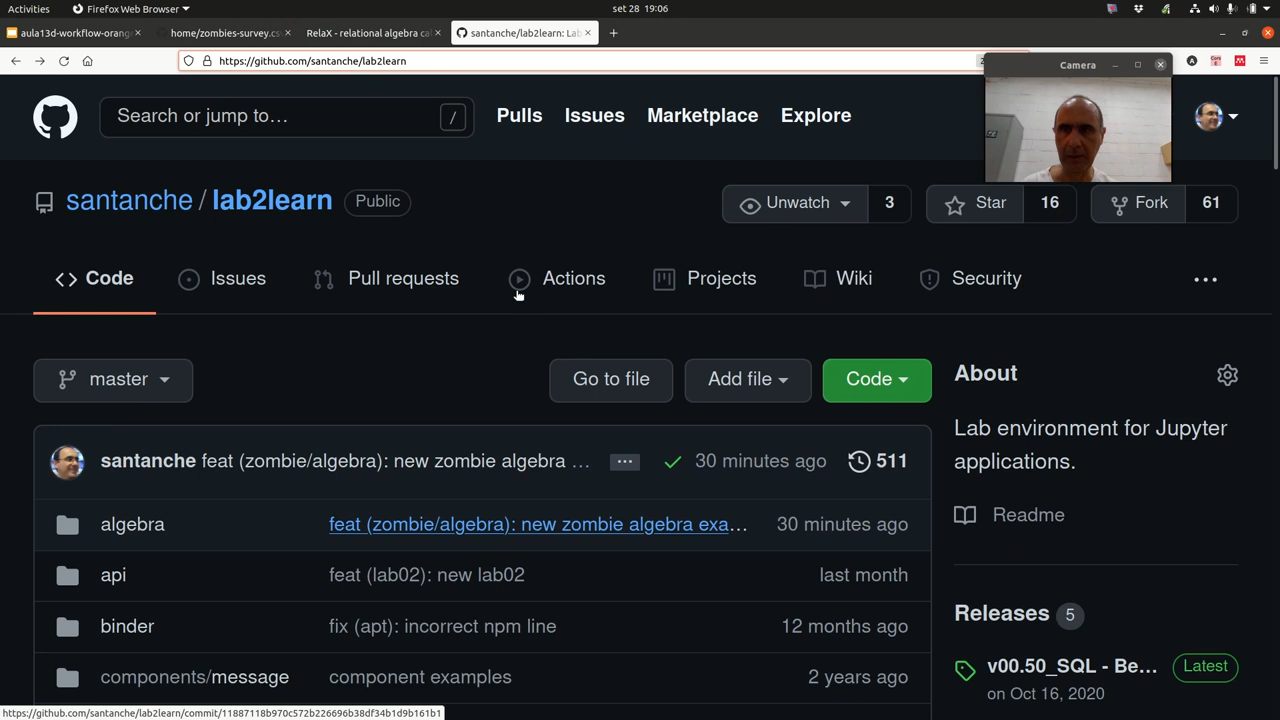 Activities
Firefox Web Browser
set 28 19:06
aula13d-workflow-orang
home/zombies-survey.cs
RelaX - relational algebra cal
santanche/lab2learn: Lab
https://github.com/santanche/lab2learn
Camera
Search or jump to…
/
Pulls
Issues
Marketplace
Explore
santanche / lab2learn
Public
Unwatch
3
Star
16
Fork
61
Code
Issues
Pull requests
Actions
Projects
Wiki
Security
master
Go to file
Add file
Code
About
Lab environment for Jupyter
applications.
Readme
Releases 5
v00.50_SQL - Be…
Latest
on Oct 16, 2020
santanche feat (zombie/algebra): new zombie algebra …
30 minutes ago
511
algebra
feat (zombie/algebra): new zombie algebra exa…
30 minutes ago
api
feat (lab02): new lab02
last month
binder
fix (apt): incorrect npm line
12 months ago
components/message
component examples
2 years ago
https://github.com/santanche/lab2learn/commit/11887118b970c572b226696b38df34b1d9b161b1